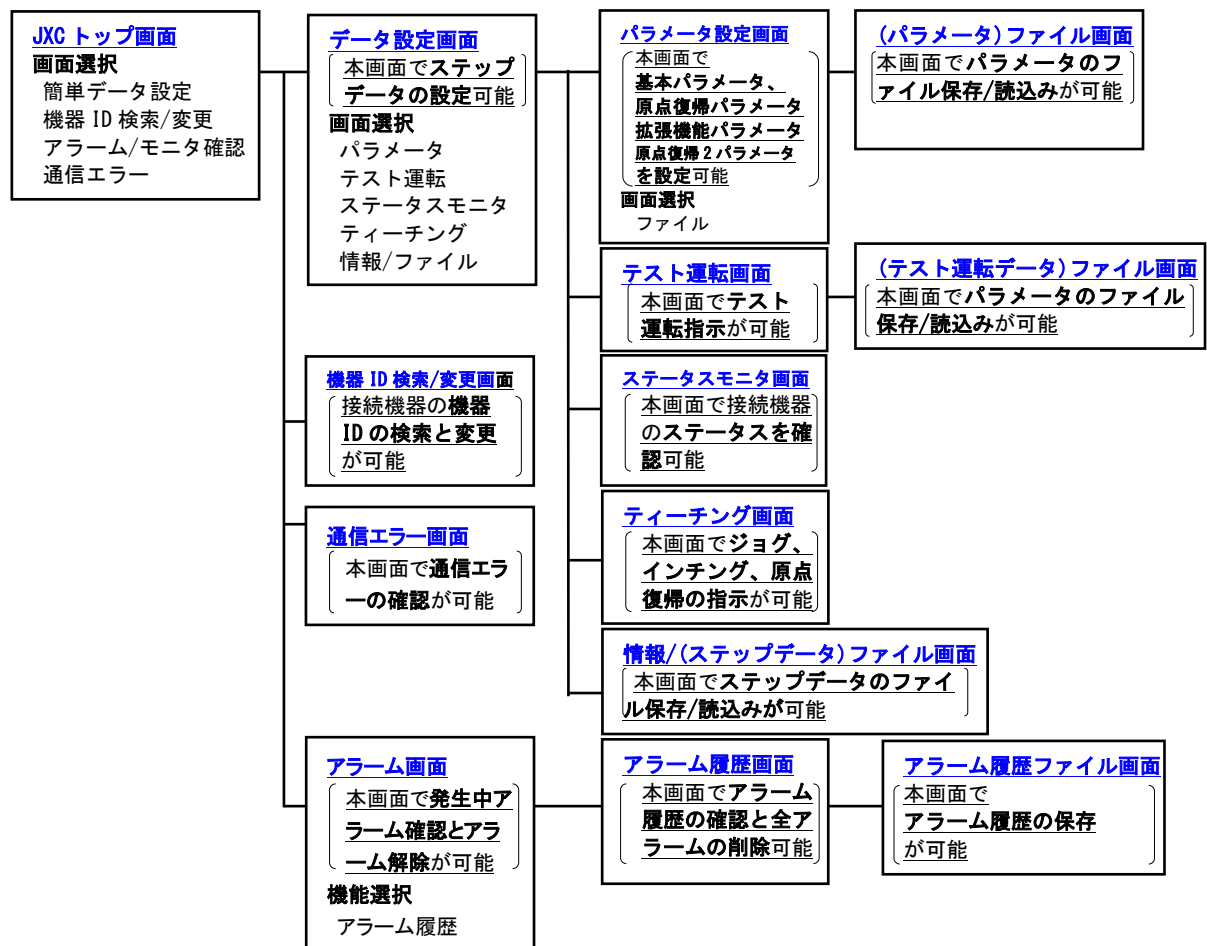 JXC トップ画面
画面選択
簡単データ設定
機器 ID 検索/変更
アラーム/モニタ確認
通信エラー
データ設定画面
本画面でステップ
データの設定可能
画面選択
パラメータ
テスト運転
ステータスモニタ
ティーチング
情報/ファイル
パラメータ設定画面
本画面で
基本パラメータ、
原点復帰パラメータ
拡張機能パラメータ
原点復帰 2 パラメータ
を設定可能
画面選択
ファイル
(パラメータ)ファイル画面
本画面でパラメータのフ
ァイル保存/読込みが可能
テスト運転画面
本画面でテスト
運転指示が可能
(テスト運転データ)ファイル画面
本画面でパラメータのファイル
保存/読込みが可能
機器 ID 検索/変更画面
接続機器の機器
ID の検索と変更
が可能
ステータスモニタ画面
本画面で接続機器
のステータスを確
認可能
通信エラー画面
本画面で通信エラ
ーの確認が可能
ティーチング画面
本画面でジョグ、
インチング、原点
復帰の指示が可能
情報/(ステップデータ)ファイル画面
本画面でステップデータのファイ
ル保存/読込みが可能
アラーム画面
本画面で発生中ア
ラーム確認とアラ
ーム解除が可能
機能選択
アラーム履歴
アラーム履歴画面
本画面でアラーム
履歴の確認と全ア
ラームの削除可能
アラーム履歴ファイル画面
本画面で
アラーム履歴の保存
が可能